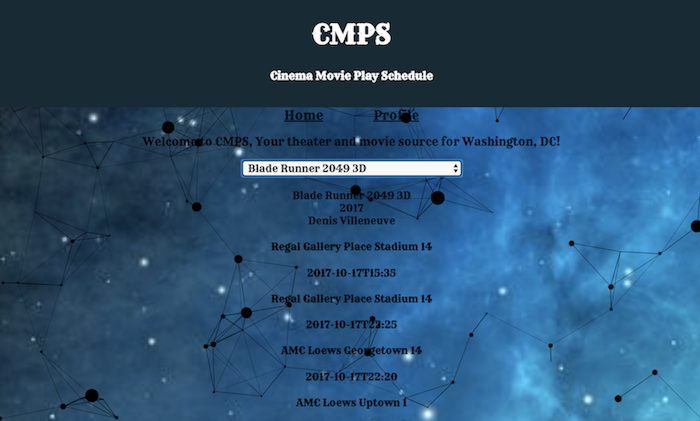 CMPS
Cinema Movie Play Schedule
Home Profile
Welcome to CMPS, Your theater and movie source for Washington, DC!
Blade Runner 2049 3D
Blade Runner 2049 3D
2017
Denis Villeneuve
Regal Gallery Place Stadium 14
2017-10-17T15:35
Regal Gallery Place Stadium 14
2017-10-17T23:25
AMC Loews Georgetown 14
2017-10-17T22:20
AMC Loews Uptown 1